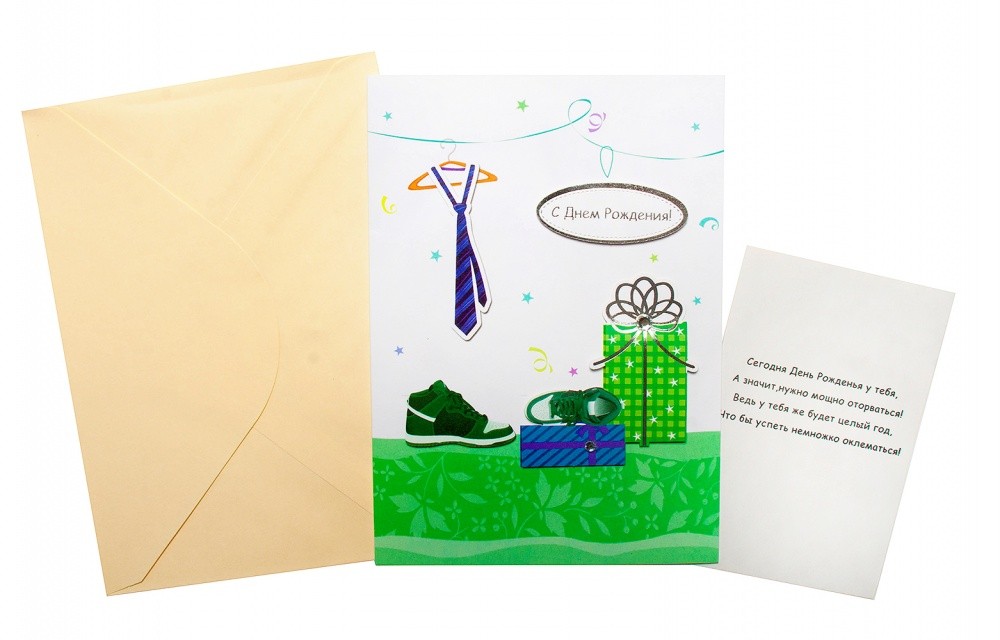 С Днем Рождения!
Сегодня День Рожденья у тебя,
А значит,нужно мощно оторваться!
Ведь у тебя же будет целый год,
Что бы успеть немножко оклематься!